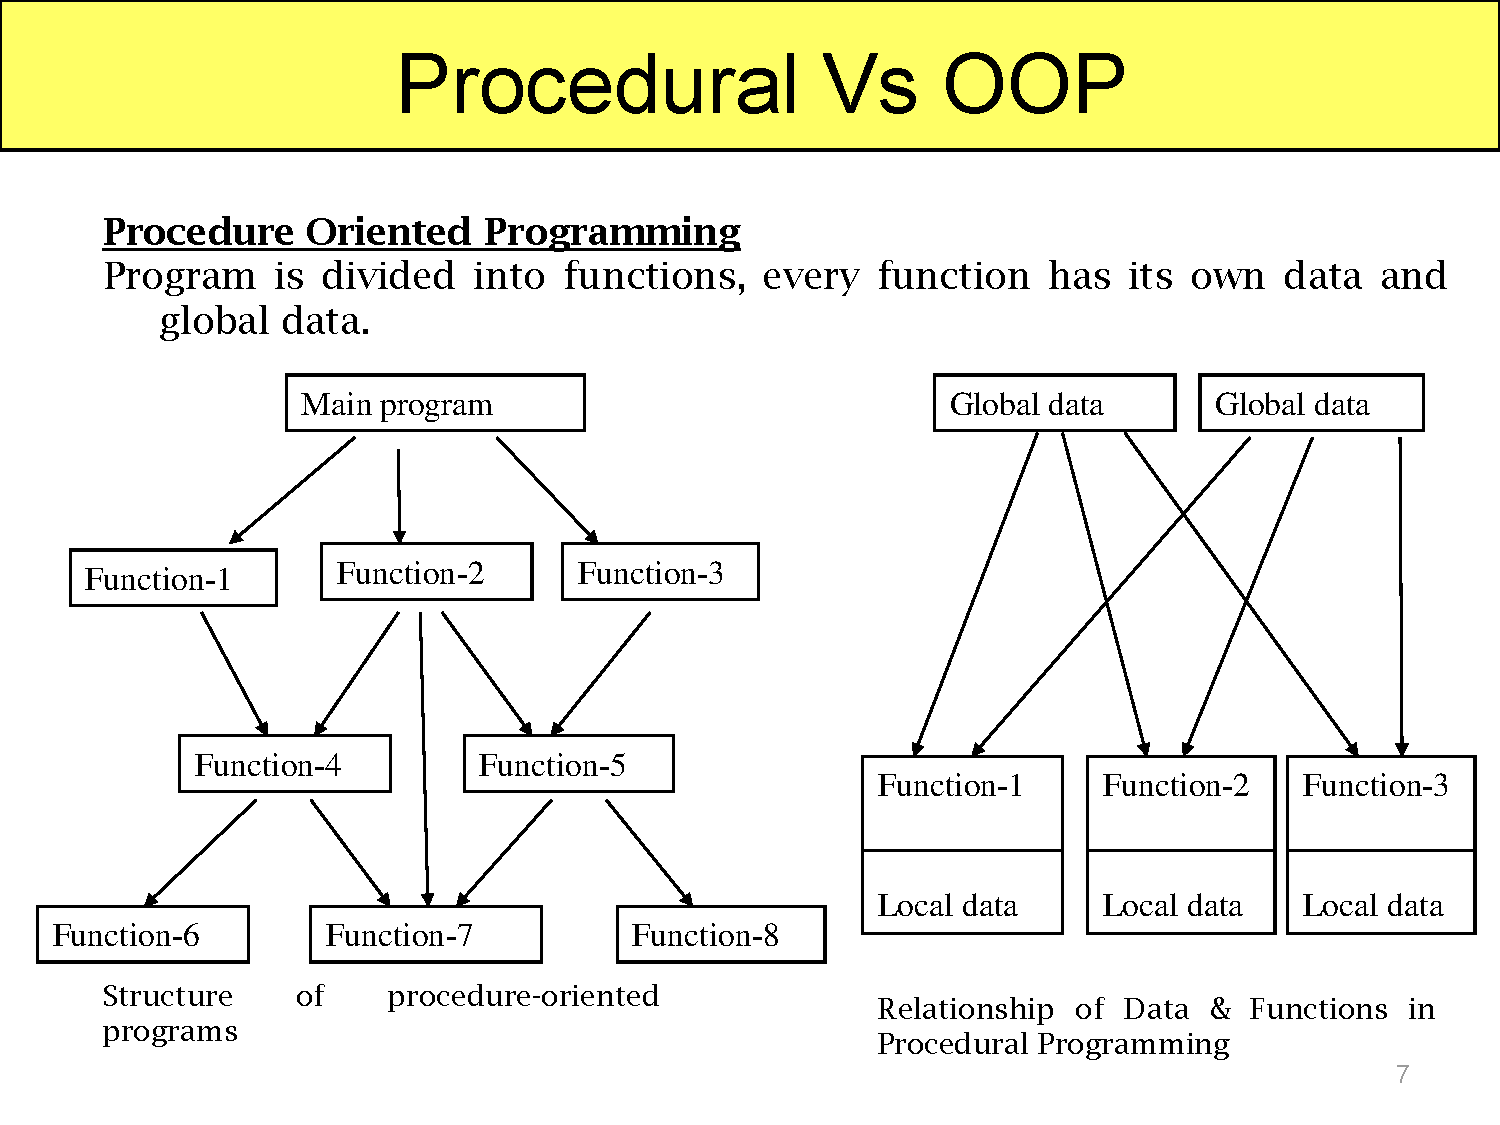 Procedural Vs OOP
Procedure Oriented Programming
Program is divided into functions, every function has its own data and
global data.
Main program
Function-1
Function-2
Function-3
Function-4
Function-5
Function-6
Function-7
Function-8
Structure of procedure-oriented
programs
Global data
Global data
Function-1
Function-2
Function-3
Local data
Local data
Local data
Relationship of Data & Functions in
Procedural Programming
7